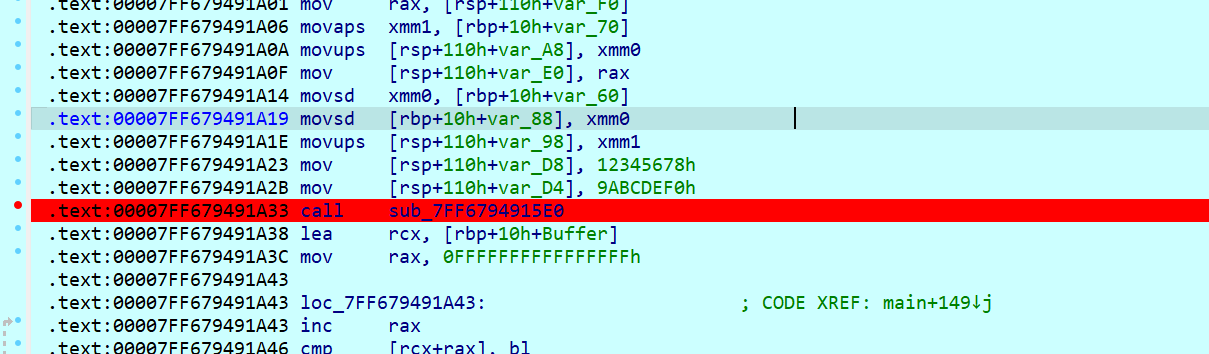 .text:00007FF679491A01 mov rax, [rsp+110h+var_F0]
.text:00007FF679491A06 movaps xmm1, [rbp+10h+var_70]
.text:00007FF679491A0A movups [rsp+110h+var_A8], xmm0
.text:00007FF679491A0F mov [rsp+110h+var_E0], rax
.text:00007FF679491A14 movsd xmm0, [rbp+10h+var_60]
.text:00007FF679491A19 movsd [rbp+10h+var_88], xmm0
.text:00007FF679491A1E movups [rsp+110h+var_98], xmm1
.text:00007FF679491A23 mov [rsp+110h+var_D8], 12345678h
.text:00007FF679491A2B mov [rsp+110h+var_D4], 9ABCDEF0h
.text:00007FF679491A33 call sub_7FF6794915E0
.text:00007FF679491A38 lea rcx, [rbp+10h+Buffer]
.text:00007FF679491A3C mov rax, 0FFFFFFFFFFFFFFFFh
.text:00007FF679491A43
.text:00007FF679491A43 loc_7FF679491A43: ; CODE XREF: main+149↓j
.text:00007FF679491A43 inc rax
.text:00007FF679491A46 cmp [rcx+rax], bl